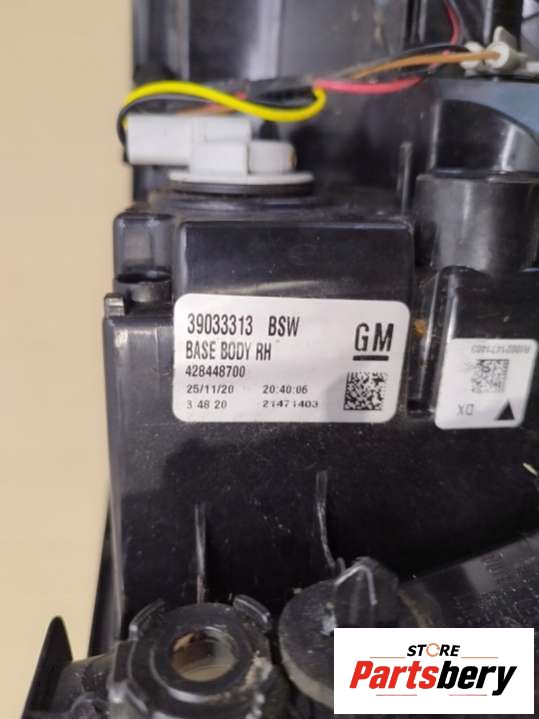 39033313 BSW
BASE BODY RH
428448700
25/11/20 20:40:06
3 48 20 21471403
GM
DX
STORE
Partsbery